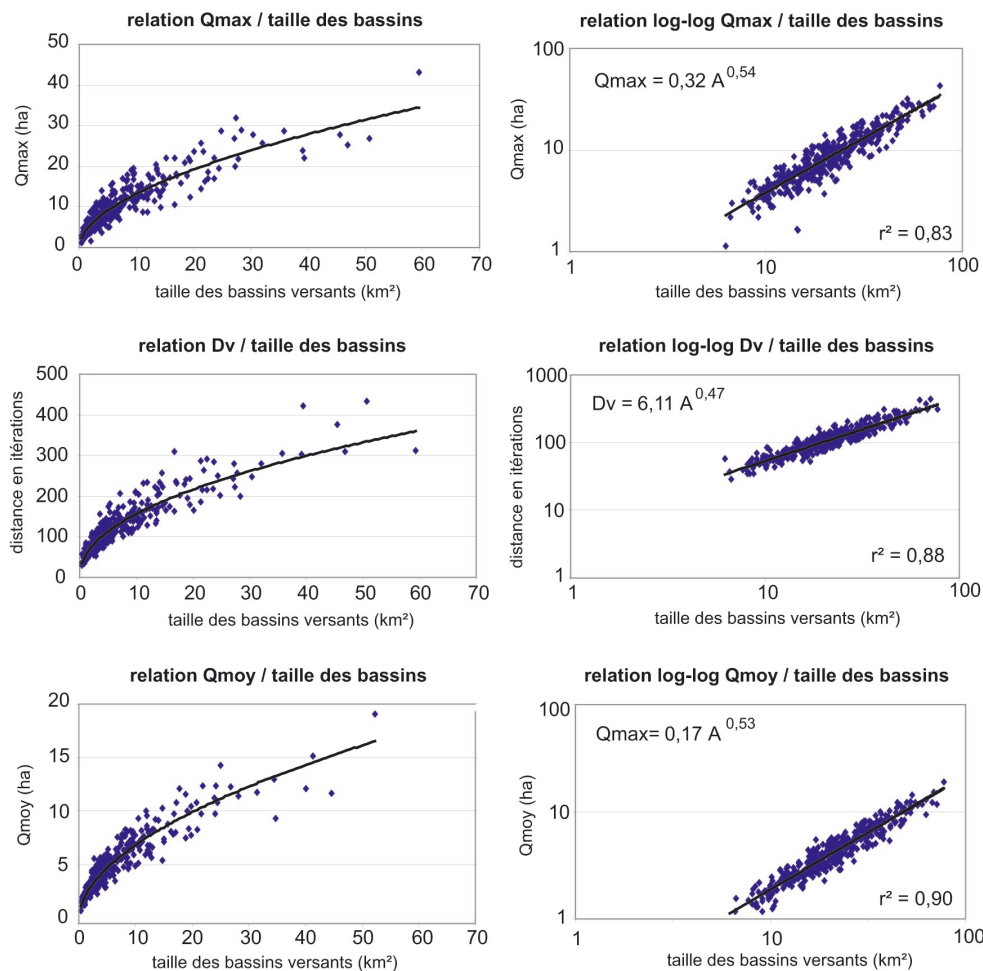 relation Qmax / taille des bassins
50
40
30
20
10
0
Qmax (ha)
0 10 20 30 40 50 60 70
taille des bassins versants (km²)
relation log-log Qmax / taille des bassins
100
10
1
Qmax (ha)
Qmax = 0,32 A^0,54
r² = 0,83
1 10 100
taille des bassins versants (km²)
relation Dv / taille des bassins
500
400
300
200
100
0
distance en itérations
0 10 20 30 40 50 60 70
taille des bassins versants (km²)
relation log-log Dv / taille des bassins
1000
100
10
1
distance en itérations
Dv = 6,11 A^0,47
r² = 0,88
1 10 100
taille des bassins versants (km²)
relation Qmoy / taille des bassins
20
15
10
5
0
Qmoy (ha)
0 10 20 30 40 50 60 70
taille des bassins versants (km²)
relation log-log Qmoy / taille des bassins
100
10
1
Qmoy (ha)
Qmax= 0,17 A^0,53
r² = 0,90
1 10 100
taille des bassins versants (km²)